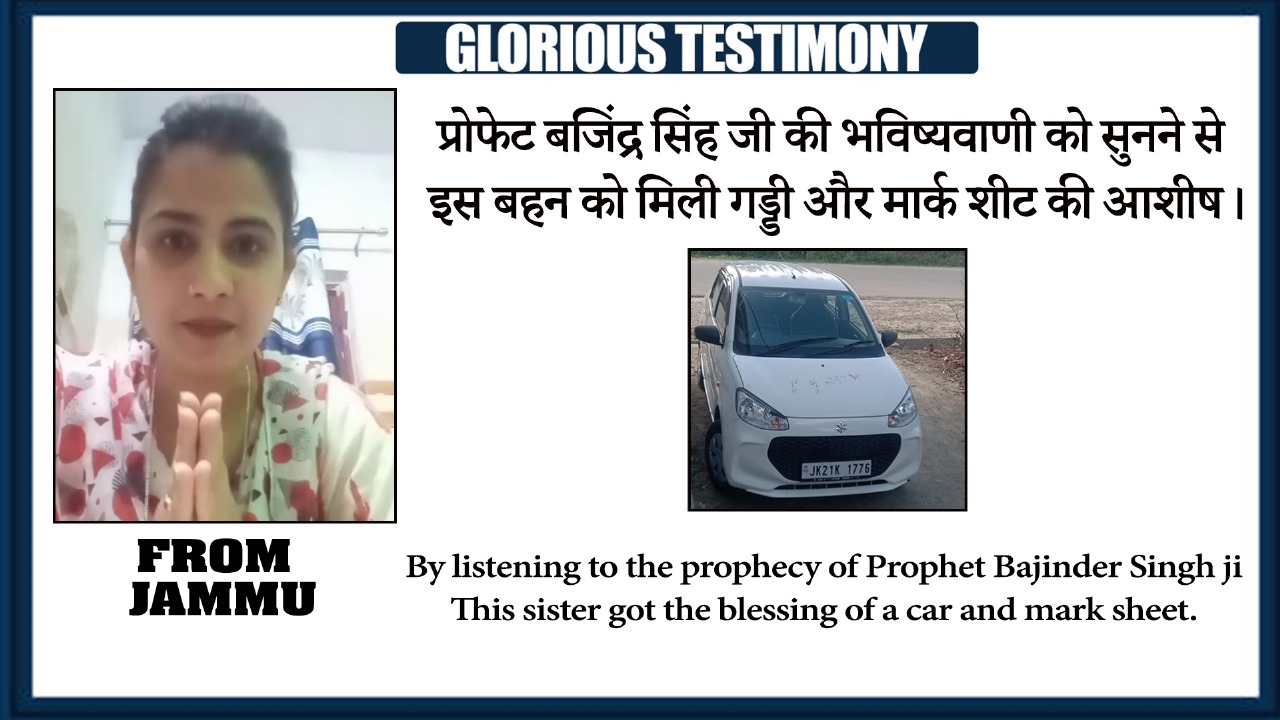 GLORIOUS TESTIMONY
प्रोफेट बजिंद्र सिंह जी की भविष्यवाणी को सुनने से
इस बहन को मिली गड्डी और मार्क शीट की आशीष।
JK21K 1776
FROM
JAMMU
By listening to the prophecy of Prophet Bajinder Singh ji
This sister got the blessing of a car and mark sheet.